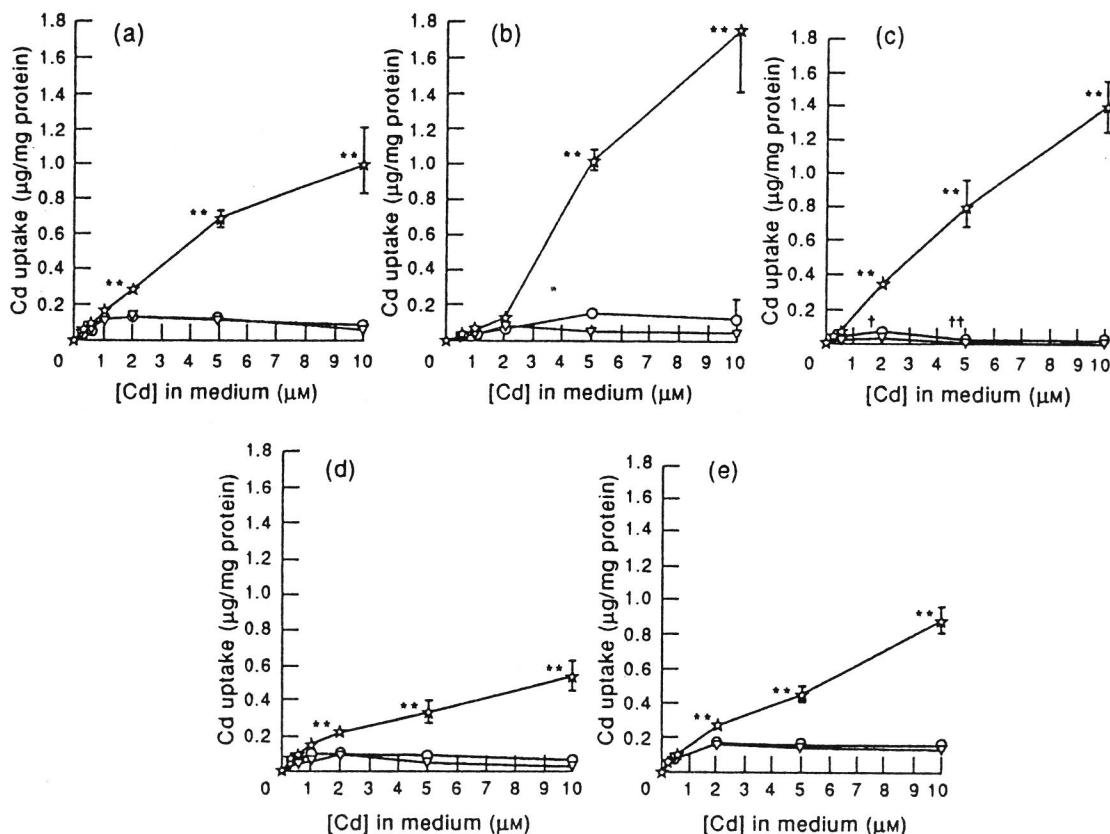 (a)
Cd uptake (µg/mg protein)
1.8
1.6
1.4
1.2
1.0
0.8
0.6
0.4
0.2
0
1 2 3 4 5 6 7 8 9 10
[Cd] in medium (µM)
** ** **
(b)
Cd uptake (µg/mg protein)
1.8
1.6
1.4
1.2
1.0
0.8
0.6
0.4
0.2
0
1 2 3 4 5 6 7 8 9 10
[Cd] in medium (µM)
** ** *
(c)
Cd uptake (µg/mg protein)
1.8
1.6
1.4
1.2
1.0
0.8
0.6
0.4
0.2
0
1 2 3 4 5 6 7 8 9 10
[Cd] in medium (µM)
** ** **
† ††
(d)
Cd uptake (µg/mg protein)
1.8
1.6
1.4
1.2
1.0
0.8
0.6
0.4
0.2
0
1 2 3 4 5 6 7 8 9 10
[Cd] in medium (µM)
** ** **
(e)
Cd uptake (µg/mg protein)
1.8
1.6
1.4
1.2
1.0
0.8
0.6
0.4
0.2
0
1 2 3 4 5 6 7 8 9 10
[Cd] in medium (µM)
** ** **